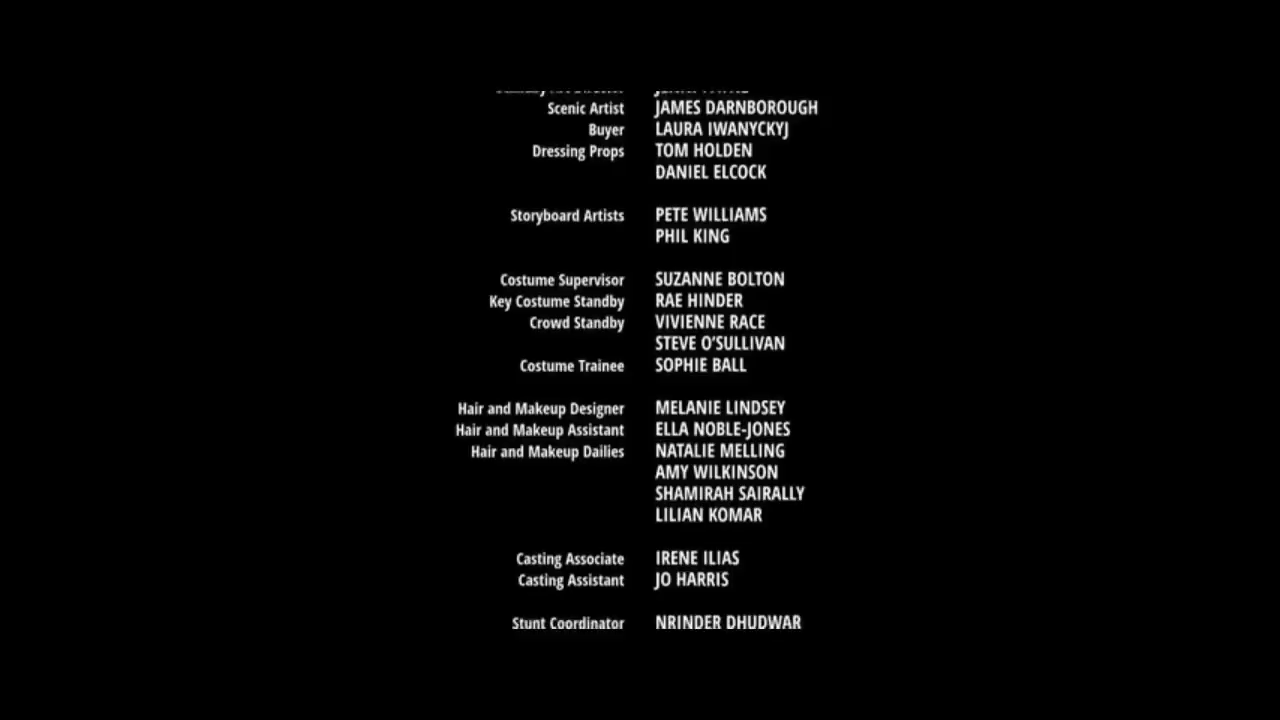 Scenic Artist JAMES DARNBOROUGH
Buyer LAURA IWANYCKYJ
Dressing Props TOM HOLDEN
DANIEL ELCOCK
Storyboard Artists PETE WILLIAMS
PHIL KING
Costume Supervisor SUZANNE BOLTON
Key Costume Standby RAE HINDER
Crowd Standby VIVIENNE RACE
STEVE O'SULLIVAN
Costume Trainee SOPHIE BALL
Hair and Makeup Designer MELANIE LINDSEY
Hair and Makeup Assistant ELLA NOBLE-JONES
Hair and Makeup Dailies NATALIE MELLING
AMY WILKINSON
SHAMIRAH SAIRALLY
LILIAN KOMAR
Casting Associate IRENE ILIAS
Casting Assistant JO HARRIS
Stunt Coordinator NRINDER DHUDWAR